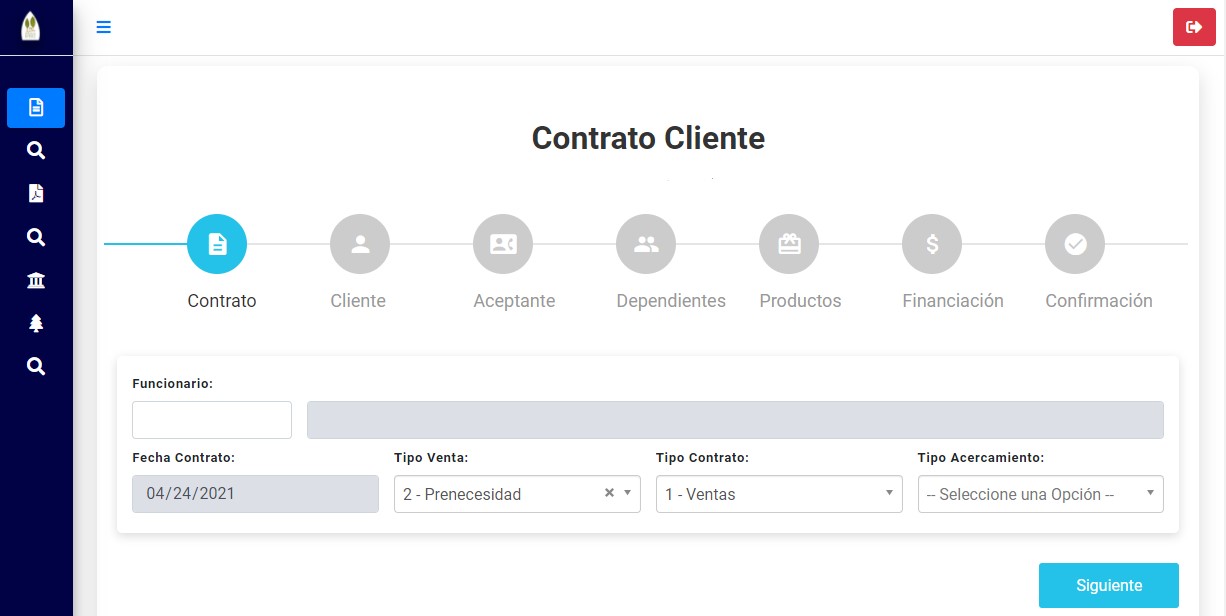 Contrato Cliente
Contrato
Cliente
Aceptante
Dependientes
Productos
Financiación
Confirmación
Funcionario:
Fecha Contrato:
Tipo Venta:
Tipo Contrato:
Tipo Acercamiento:
04/24/2021
2 - Prenecesidad
1 - Ventas
-- Seleccione una Opción --
Siguiente